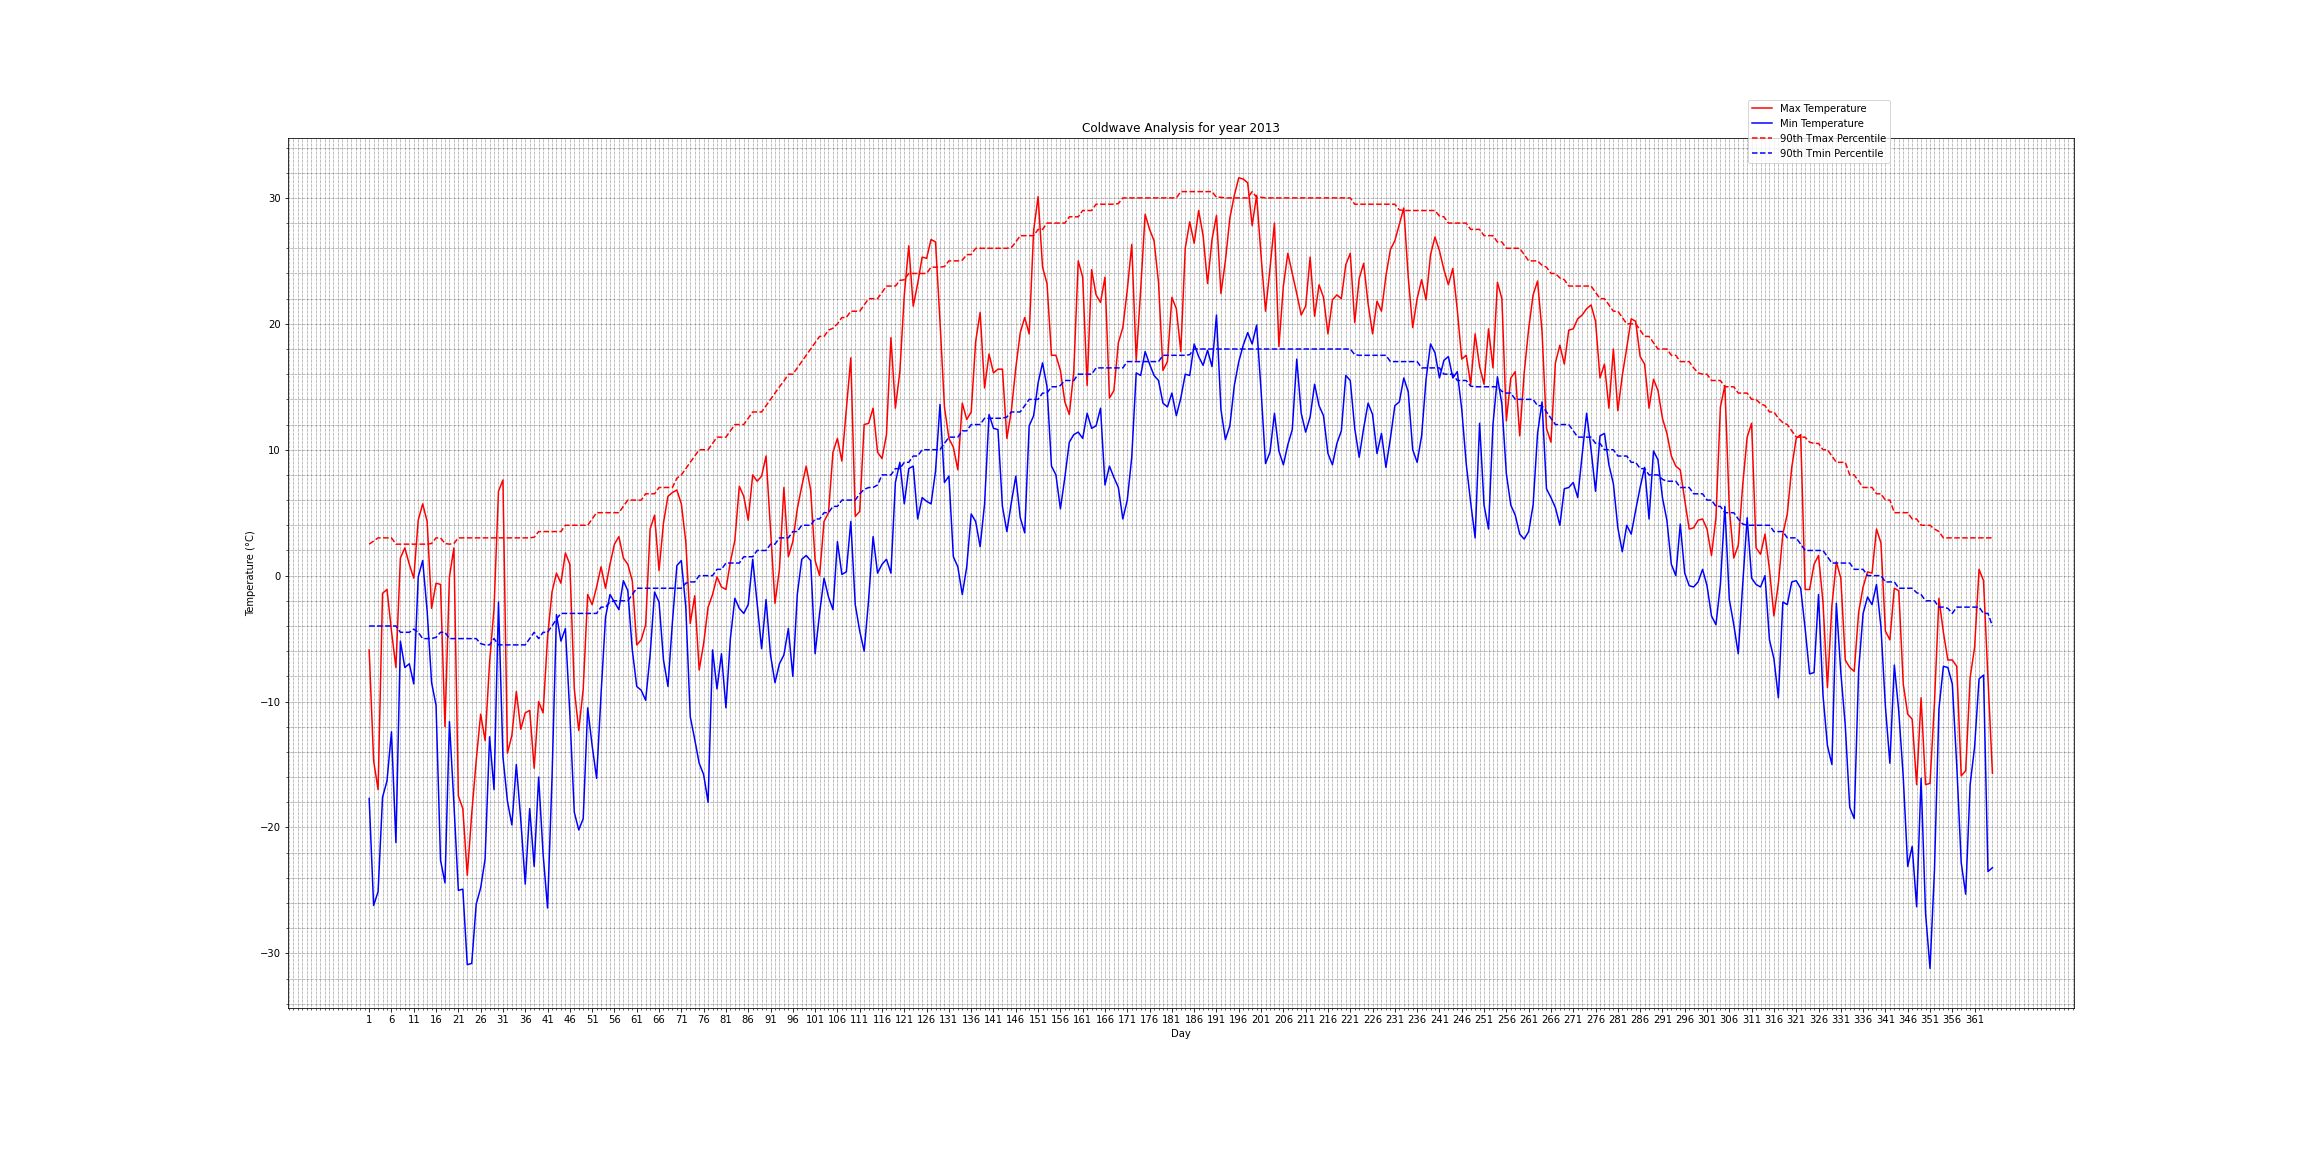 Max Temperature
Min Temperature
90th Tmax Percentile
90th Tmin Percentile
Coldwave Analysis for year 2013
Temperature (°C)
30
20
10
0
−10
−20
−30
1 6 11 16 21 26 31 36 41 46 51 56 61 66 71 76 81 86 91 96 101 106 111 116 121 126 131 136 141 146 151 156 161 166 171 176 181 186 191 196 201 206 211 216 221 226 231 236 241 246 251 256 261 266 271 276 281 286 291 296 301 306 311 316 321 326 331 336 341 346 351 356 361
Day